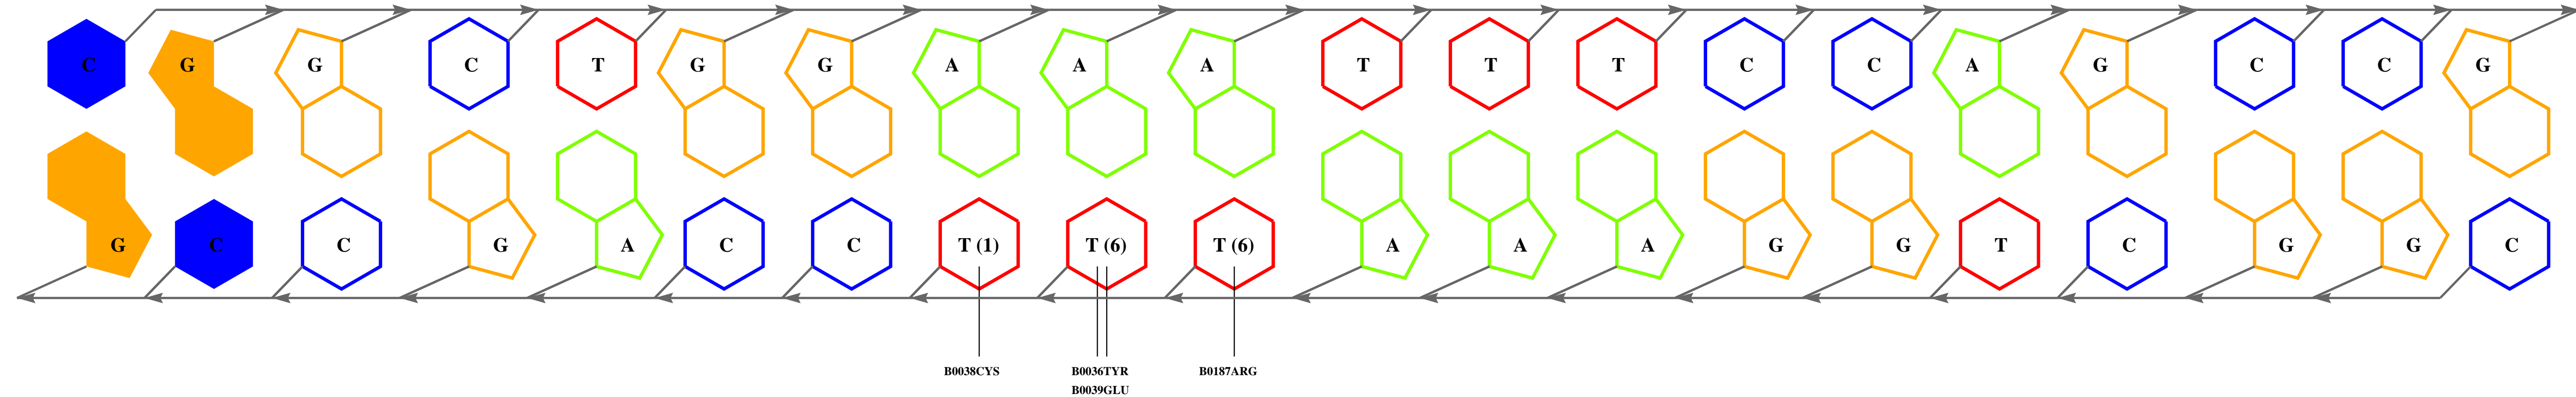 C G G C T G G A A A T T T C C A G C C G
G C C G A C C T (1) T (6) T (6) A A A G G T C G G C
B0038CYS B0036TYR B0187ARG
B0039GLU